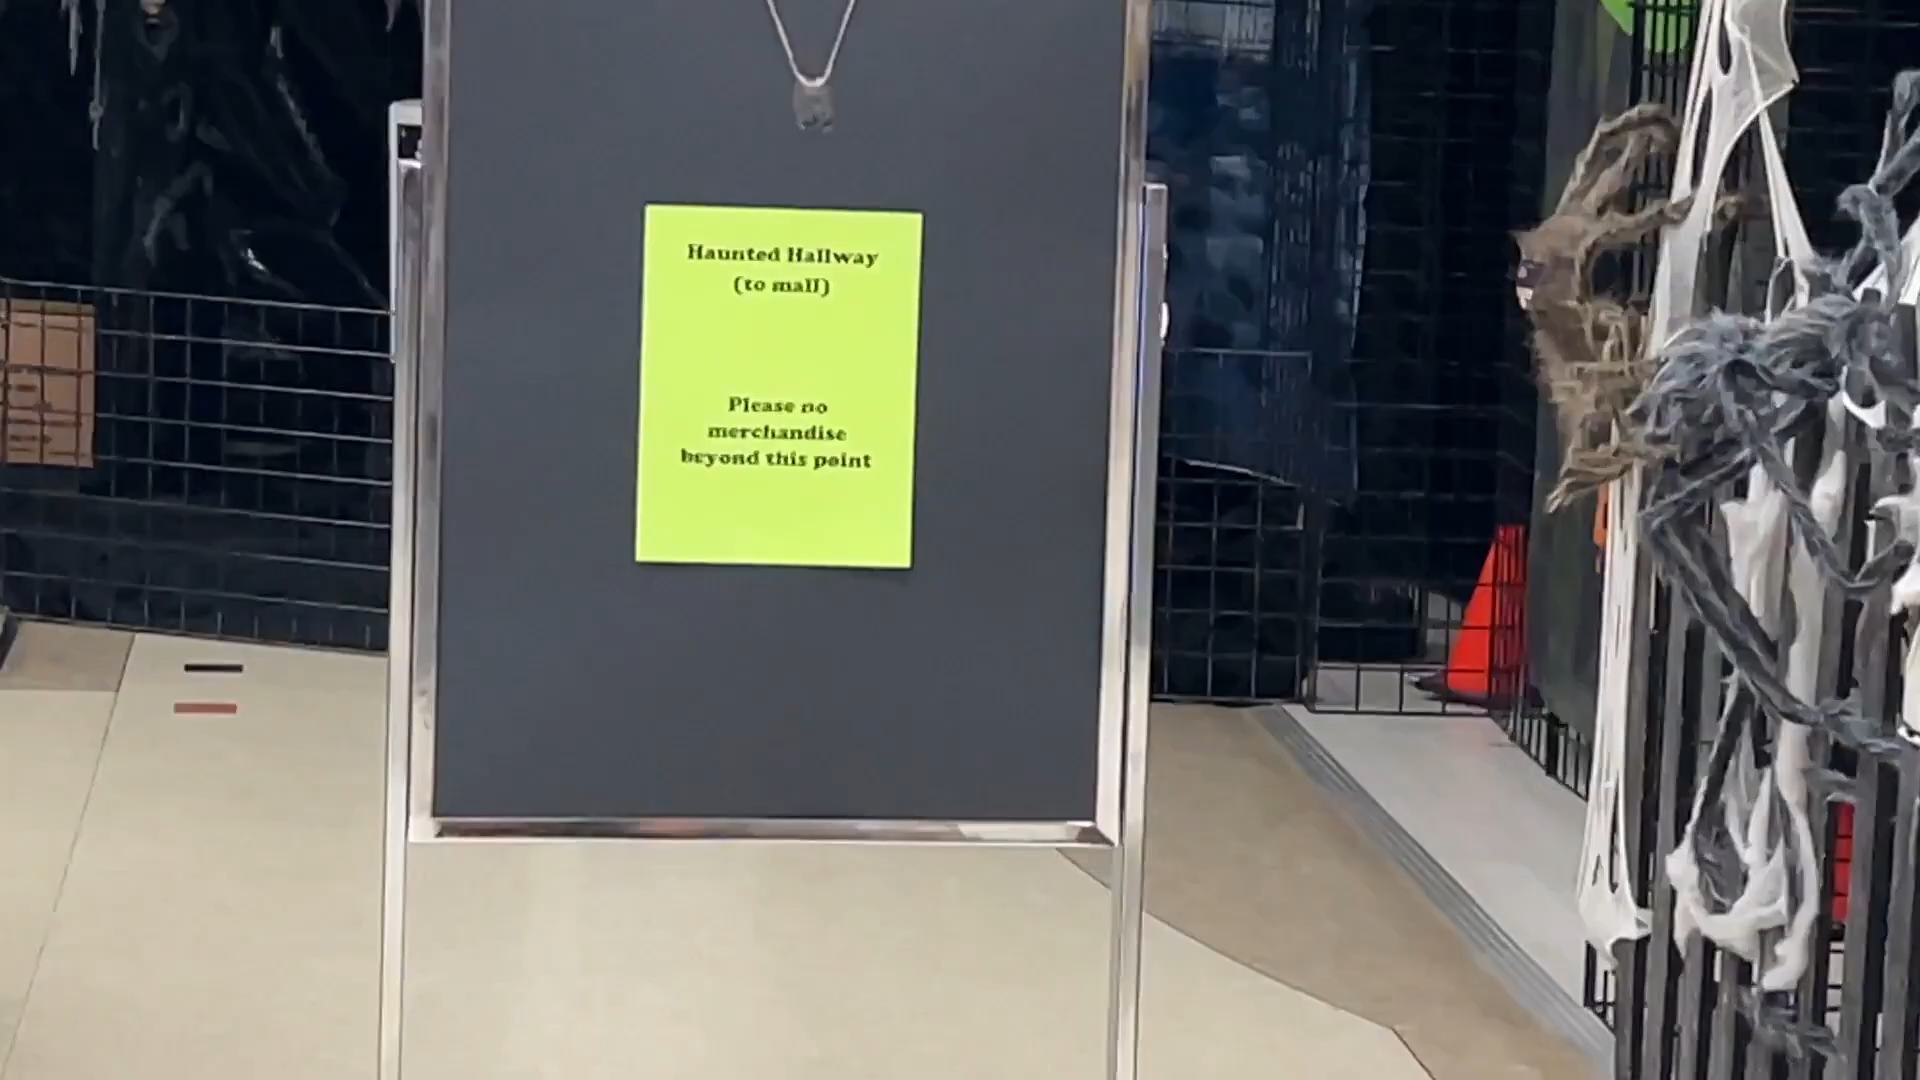 Haunted Hallway
(to mall)
Please no
merchandise
beyond this point